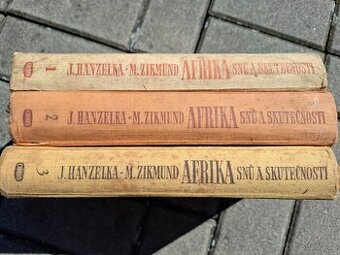 1 J. HANZELKA - M. ZIKMUND AFRIKA SNŮ A SKUTEČNOSTI
2 J. HANZELKA - M. ZIKMUND AFRIKA SNŮ A SKUTEČNOSTI
3 J. HANZELKA - M. ZIKMUND AFRIKA SNŮ A SKUTEČNOSTI